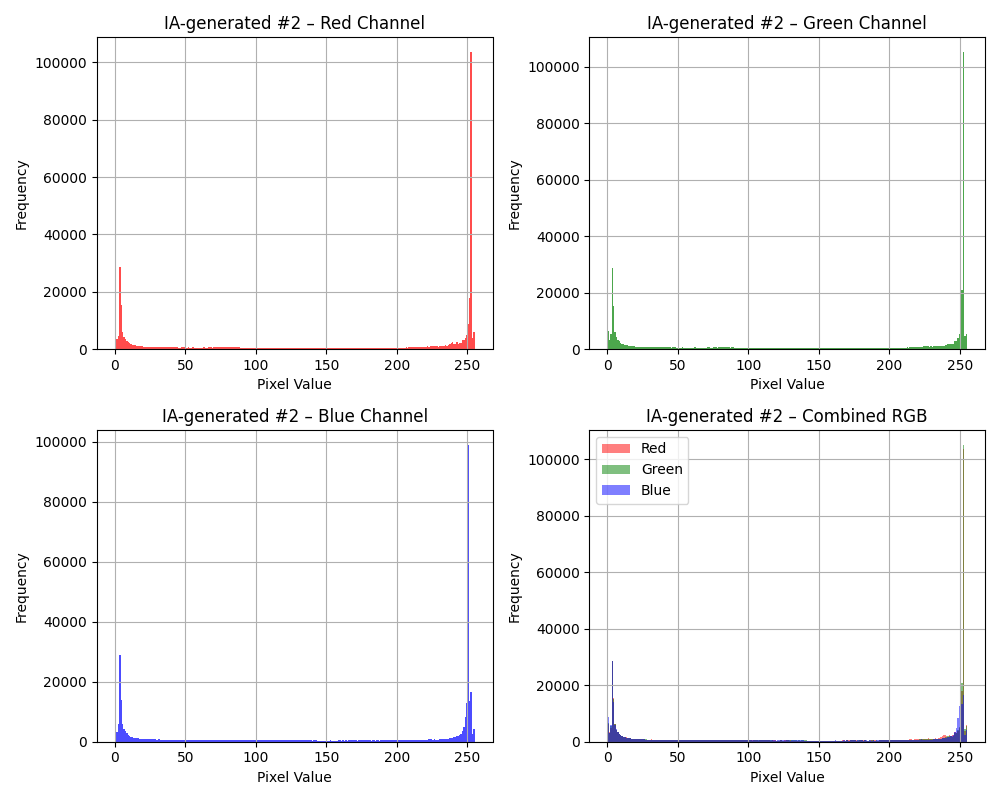 IA-generated #2 – Red Channel
100000
80000
60000
40000
20000
0
Frequency
0 50 100 150 200 250
Pixel Value
IA-generated #2 – Green Channel
100000
80000
60000
40000
20000
0
Frequency
0 50 100 150 200 250
Pixel Value
IA-generated #2 – Blue Channel
100000
80000
60000
40000
20000
0
Frequency
0 50 100 150 200 250
Pixel Value
IA-generated #2 – Combined RGB
Red
Green
Blue
100000
80000
60000
40000
20000
0
Frequency
0 50 100 150 200 250
Pixel Value